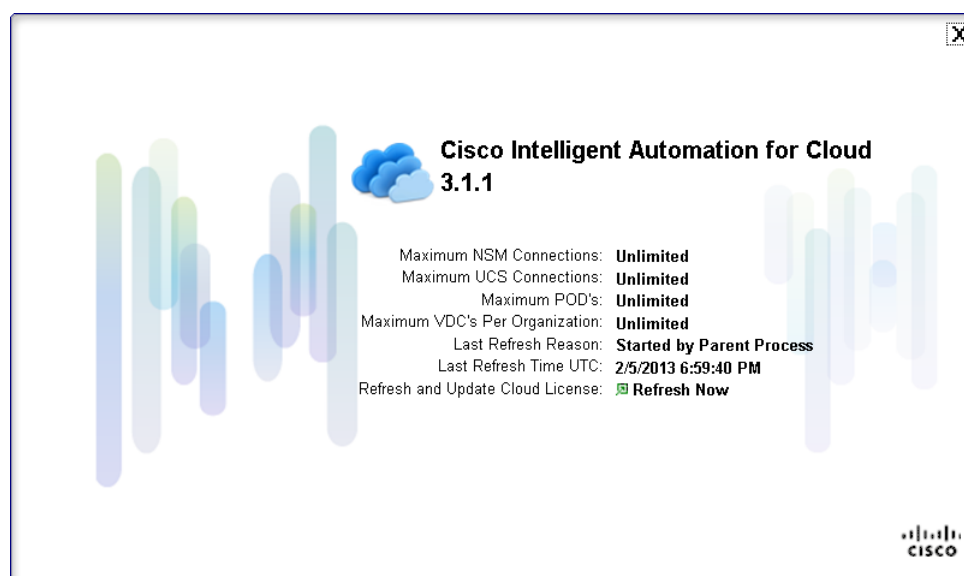 X
Cisco Intelligent Automation for Cloud
3.1.1
Maximum NSM Connections: Unlimited
Maximum UCS Connections: Unlimited
Maximum POD's: Unlimited
Maximum VDC's Per Organization: Unlimited
Last Refresh Reason: Started by Parent Process
Last Refresh Time UTC: 2/5/2013 6:59:40 PM
Refresh and Update Cloud License: Refresh Now
CISCO